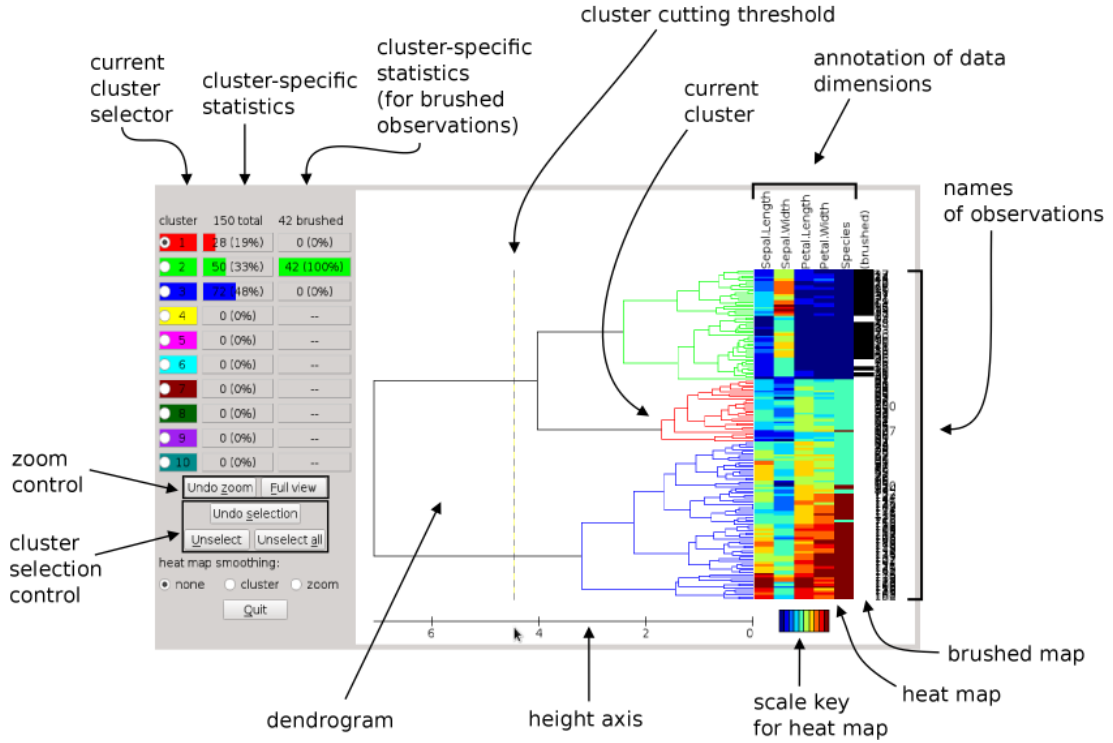 cluster cutting threshold
cluster-specific
statistics
(for brushed
observations)
annotation of data
dimensions
current
cluster
selector
cluster-specific
statistics
current
cluster
names
of observations
cluster 150 total 42 brushed
1 28 (19%) 0 (0%)
2 50 (33%) 42 (100%)
3 72 (48%) 0 (0%)
4 0 (0%) --
5 0 (0%) --
6 0 (0%) --
7 0 (0%) --
8 0 (0%) --
9 0 (0%) --
10 0 (0%) --
Sepal.Length
Sepal.Width
Petal.Length
Petal.Width
Species
(brushed)
0
7
zoom
control
Undo zoom Full view
Undo selection
Unselect Unselect all
cluster
selection
control
heat map smoothing:
none cluster zoom
Quit
6 4 2 0
brushed map
heat map
scale key
for heat map
height axis
dendrogram